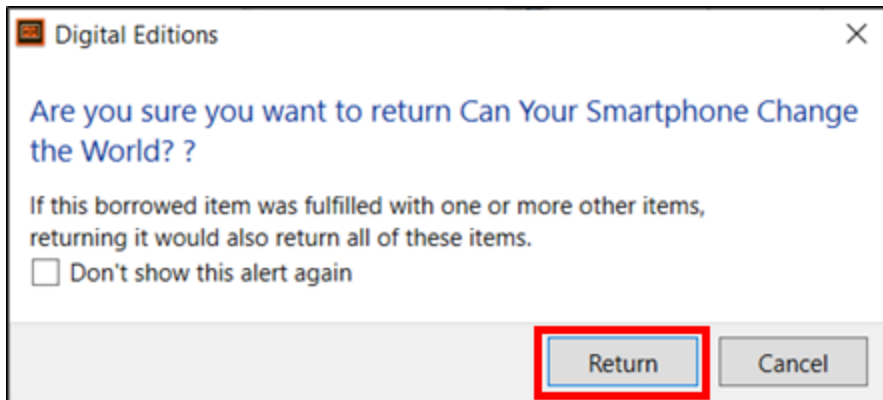 Digital Editions
Are you sure you want to return Can Your Smartphone Change
the World? ?
If this borrowed item was fulfilled with one or more other items,
returning it would also return all of these items.
Don't show this alert again
Return
Cancel